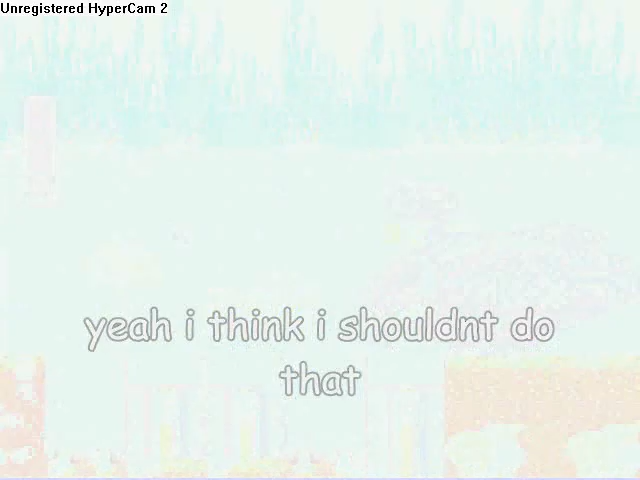 Unregistered HyperCam 2
yeah i think i shouldnt do
that